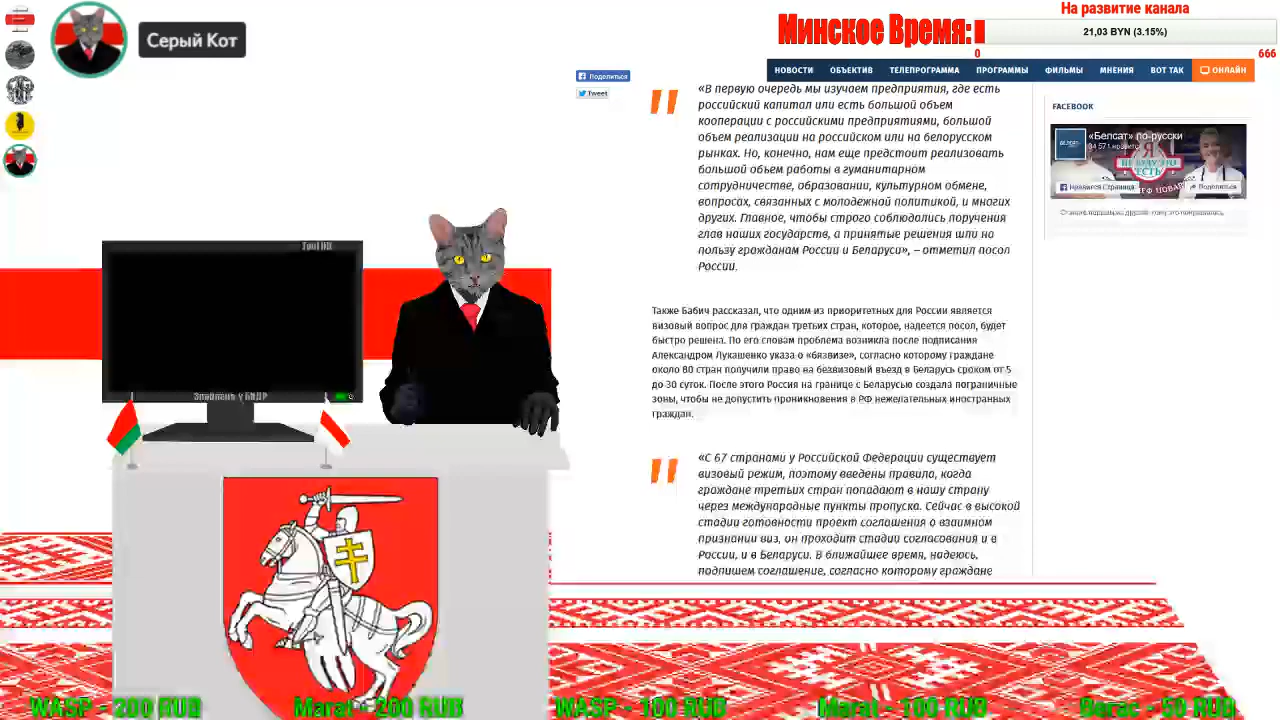 На развитие канала
Серый Кот
Минское Время:
21,03 BYN (3.15%)
0
666
НОВОСТИ ОБЪЕКТИВ ТЕЛЕПРОГРАММА ПРОГРАММЫ ФИЛЬМЫ МНЕНИЯ ВОТ ТАК ОНЛАЙН
Поделиться
Tweet
«В первую очередь мы изучаем предприятия, где есть
российский капитал или есть большой объем
кооперации с российскими предприятиями, большой
объем реализации на российском или на белорусском
рынках. Но, конечно, нам еще предстоит реализовать
большой объем работы в гуманитарном
сотрудничестве, образовании, культурном обмене,
вопросах, связанных с молодежной политикой, и многих
других. Главное, чтобы строго соблюдались поручения
глав наших государств, а принятые решения шли на
пользу гражданам России и Беларуси», – отметил посол
России.
FACEBOOK
«Белсат» по-русски
Нравится страница
Поделиться
Также Бабич рассказал, что одним из приоритетных для России является
визовый вопрос для граждан третьих стран, которое, надеется посол, будет
быстро решена. По его словам проблема возникла после подписания
Александром Лукашенко указа о «безвизе», согласно которому граждане
около 80 стран получили право на безвизовый въезд в Беларусь сроком от 5
до 30 суток. После этого Россия на границе с Беларусью создала пограничные
зоны, чтобы не допустить проникновения в РФ нежелательных иностранных
граждан.
«С 67 странами у Российской Федерации существует
визовый режим, поэтому введены правила, когда
граждане третьих стран попадают в нашу страну
через международные пункты пропуска. Сейчас в высокой
стадии готовности проект соглашения о взаимном
признании виз, он проходит стадии согласования и в
России, и в Беларуси. В ближайшее время, надеюсь,
подпишем соглашение, согласно которому граждане
WASP - 200 RUB Marat - 200 RUB WASP - 100 RUB Marat - 100 RUB - 50 RUB